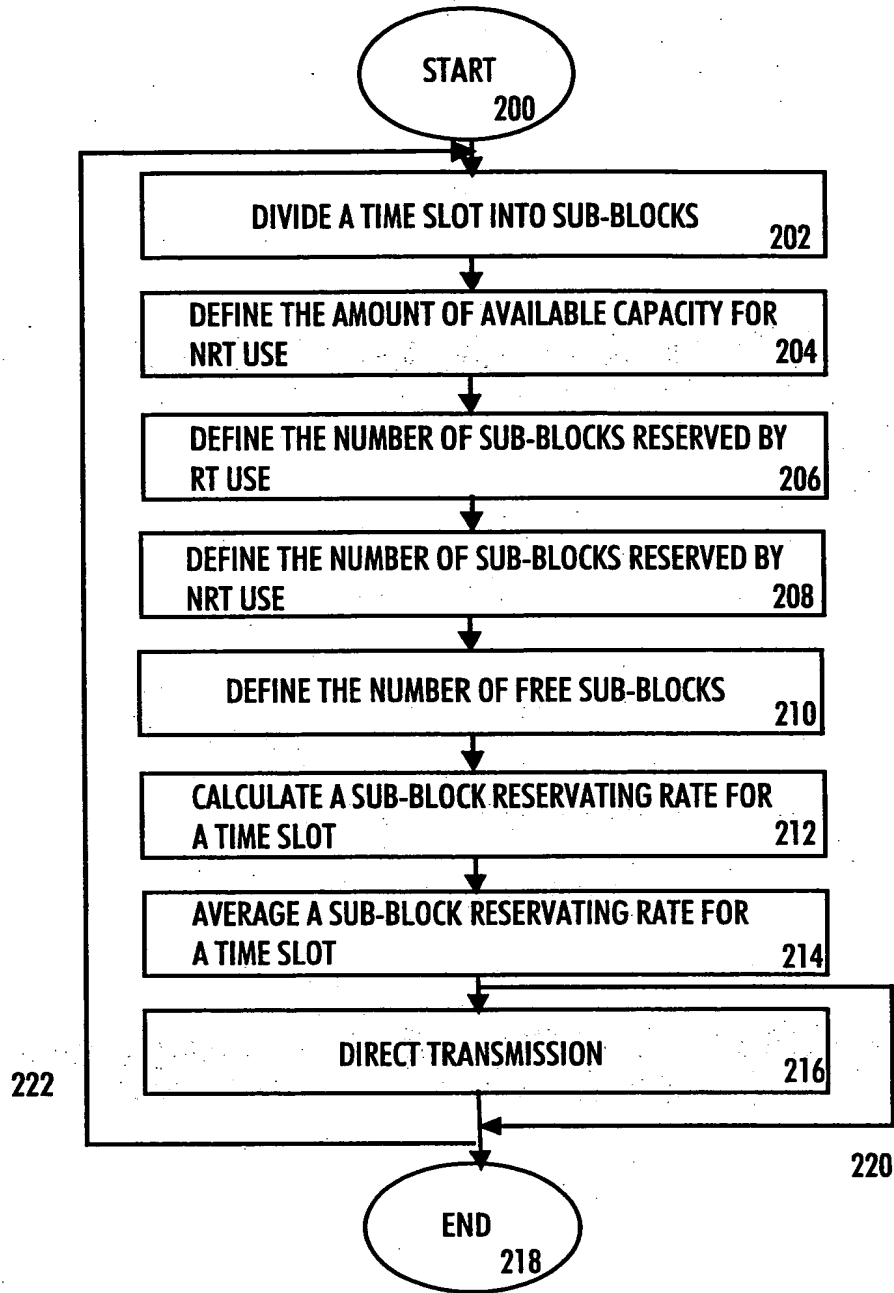 START
200
DIVIDE A TIME SLOT INTO SUB-BLOCKS
202
DEFINE THE AMOUNT OF AVAILABLE CAPACITY FOR
NRT USE
204
DEFINE THE NUMBER OF SUB-BLOCKS RESERVED BY
RT USE
206
DEFINE THE NUMBER OF SUB-BLOCKS RESERVED BY
NRT USE
208
DEFINE THE NUMBER OF FREE SUB-BLOCKS
210
CALCULATE A SUB-BLOCK RESERVATING RATE FOR
A TIME SLOT
212
AVERAGE A SUB-BLOCK RESERVATING RATE FOR
A TIME SLOT
214
DIRECT TRANSMISSION
216
222
220
END
218